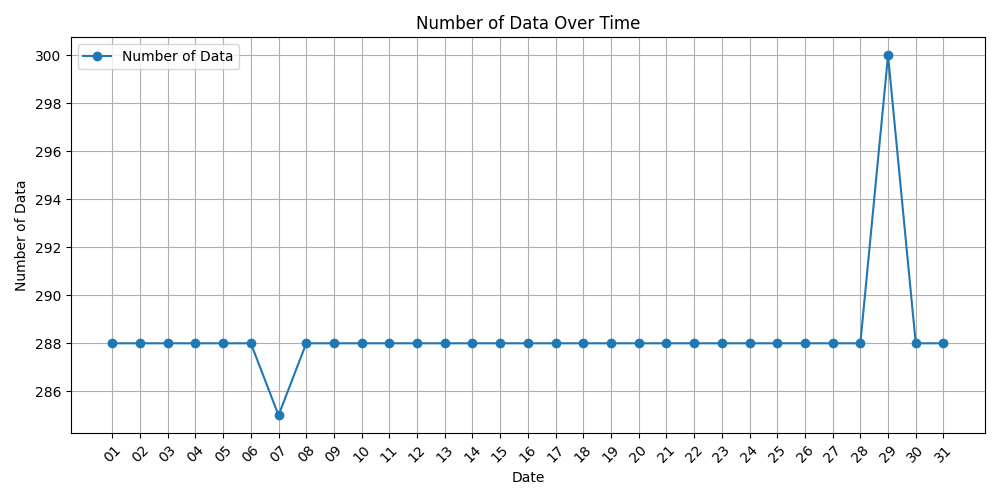 Number of Data Over Time
Number of Data
300
298
296
294
292
290
288
286
Number of Data
01 02 03 04 05 06 07 08 09 10 11 12 13 14 15 16 17 18 19 20 21 22 23 24 25 26 27 28 29 30 31
Date